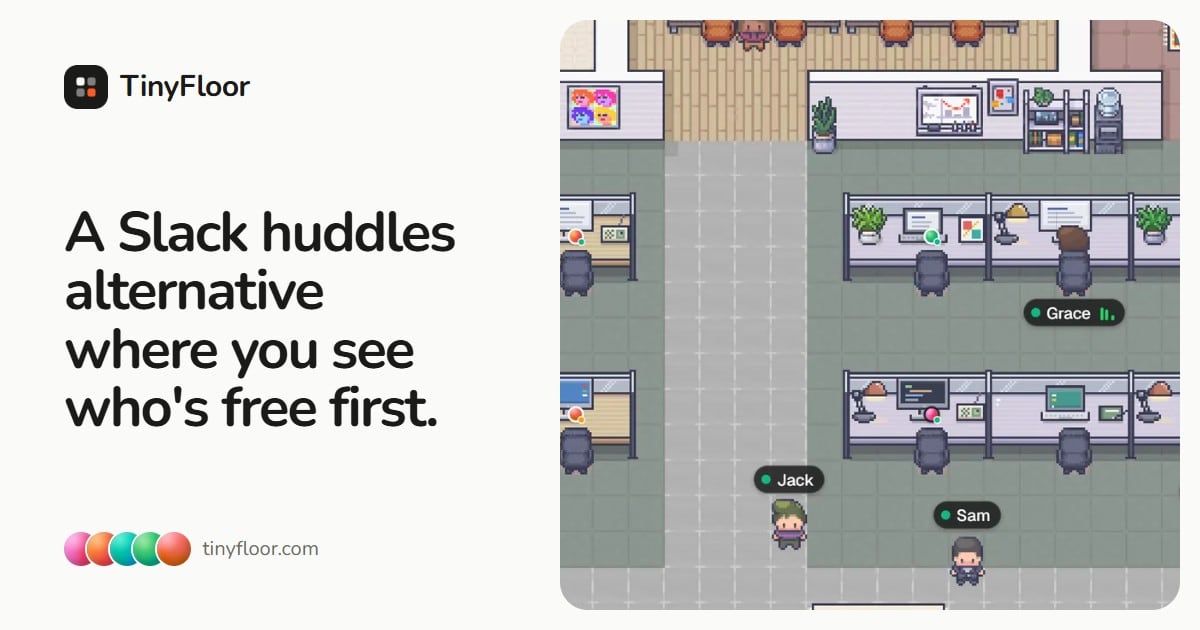 TinyFloor
A Slack huddles
alternative
where you see
who's free first.
tinyfloor.com
Grace
Jack
Sam